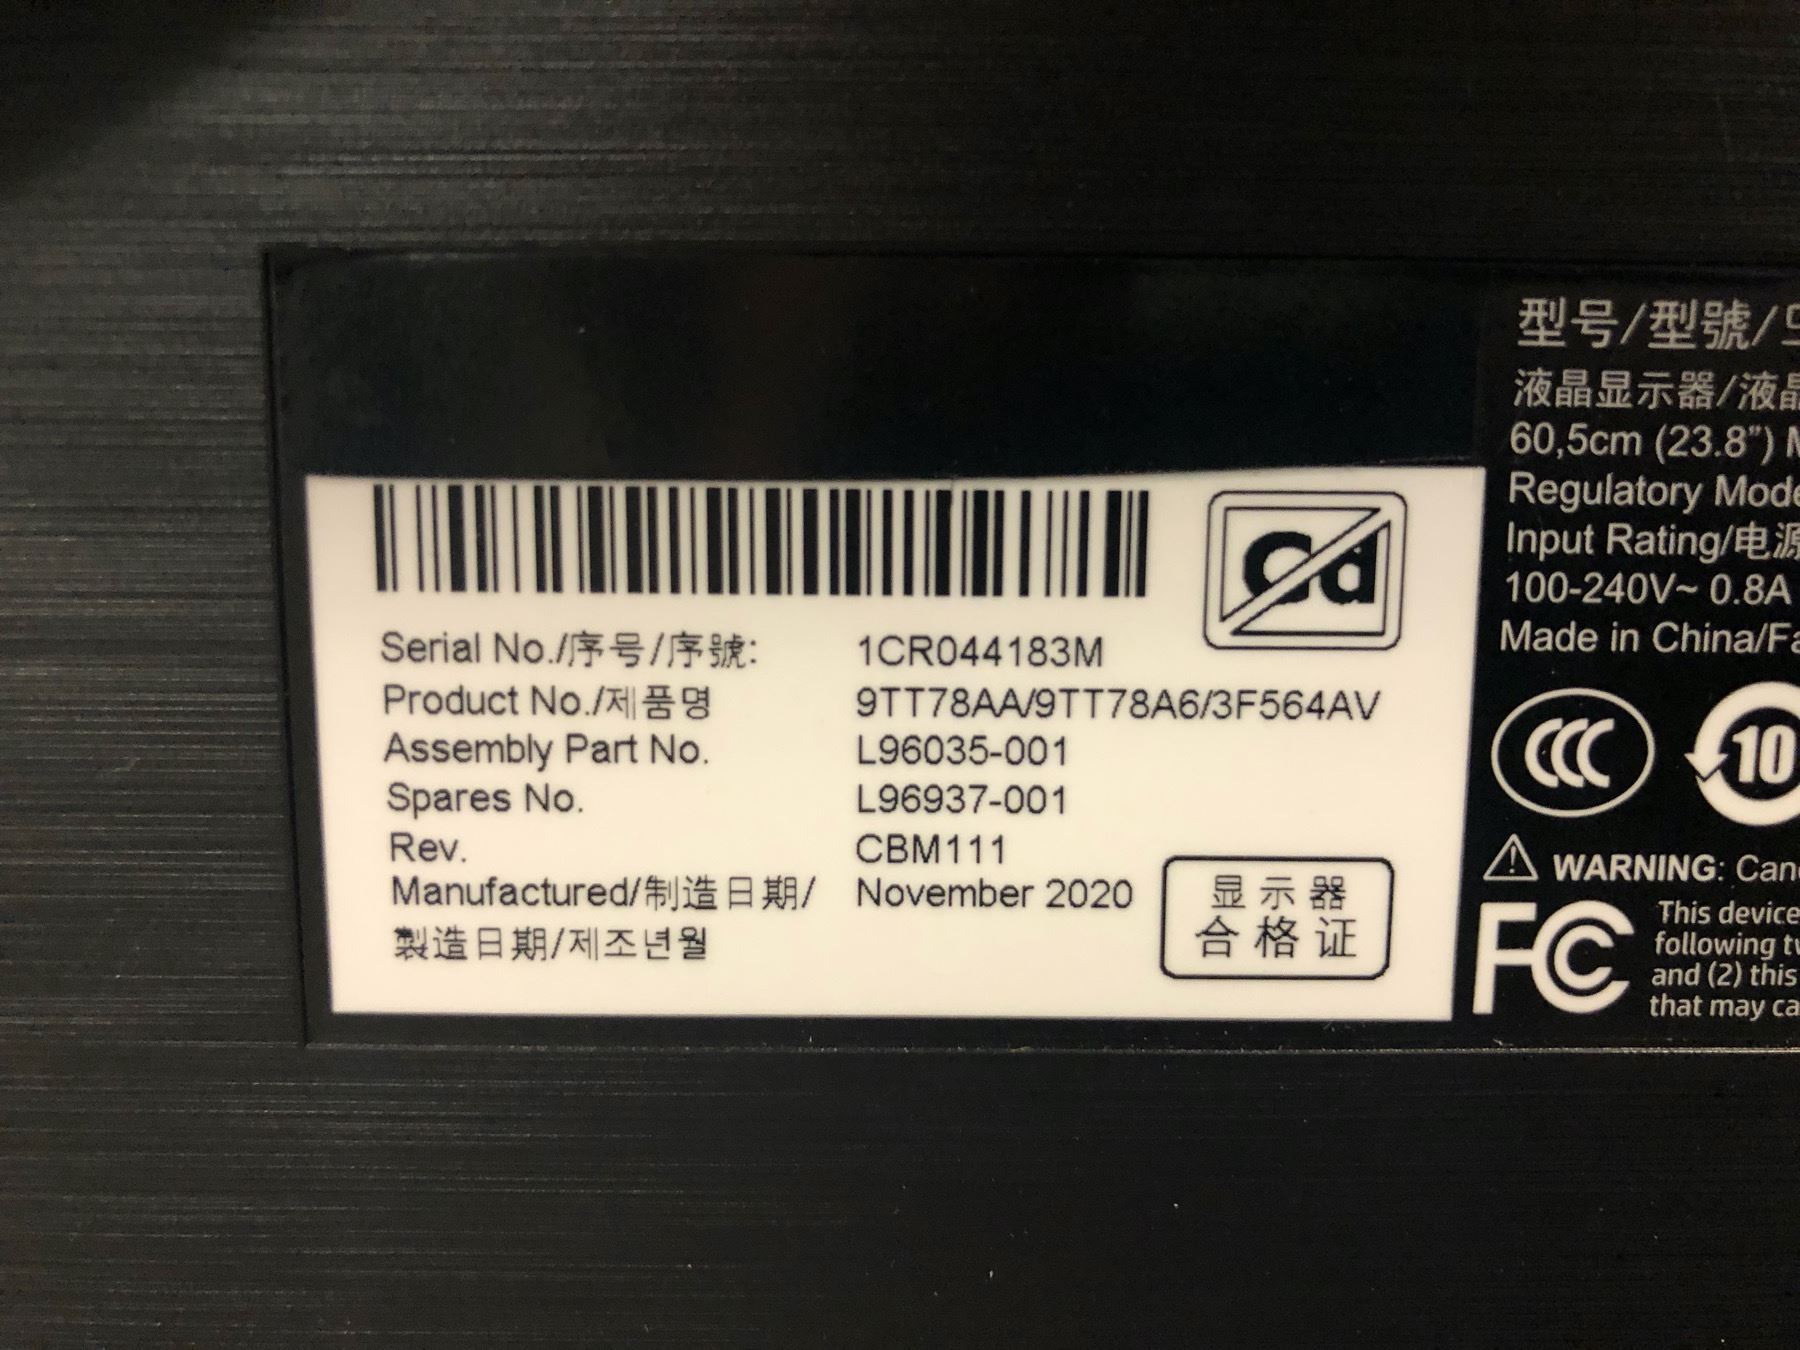 Cd
Serial No./序号/序號: 1CR044183M
Product No./제품명 9TT78AA/9TT78A6/3F564AV
Assembly Part No. L96035-001
Spares No. L96937-001
Rev. CBM111
Manufactured/制造日期/ November 2020
製造日期/제조년월
显示器
合格证
型号/型號/
液晶显示器/液晶
60,5cm (23.8")
Regulatory
Input Rating/电源
100-240V~ 0.8A
Made in China/
CCC
10
WARNING:
FC
This device
following
and (2) this
that may